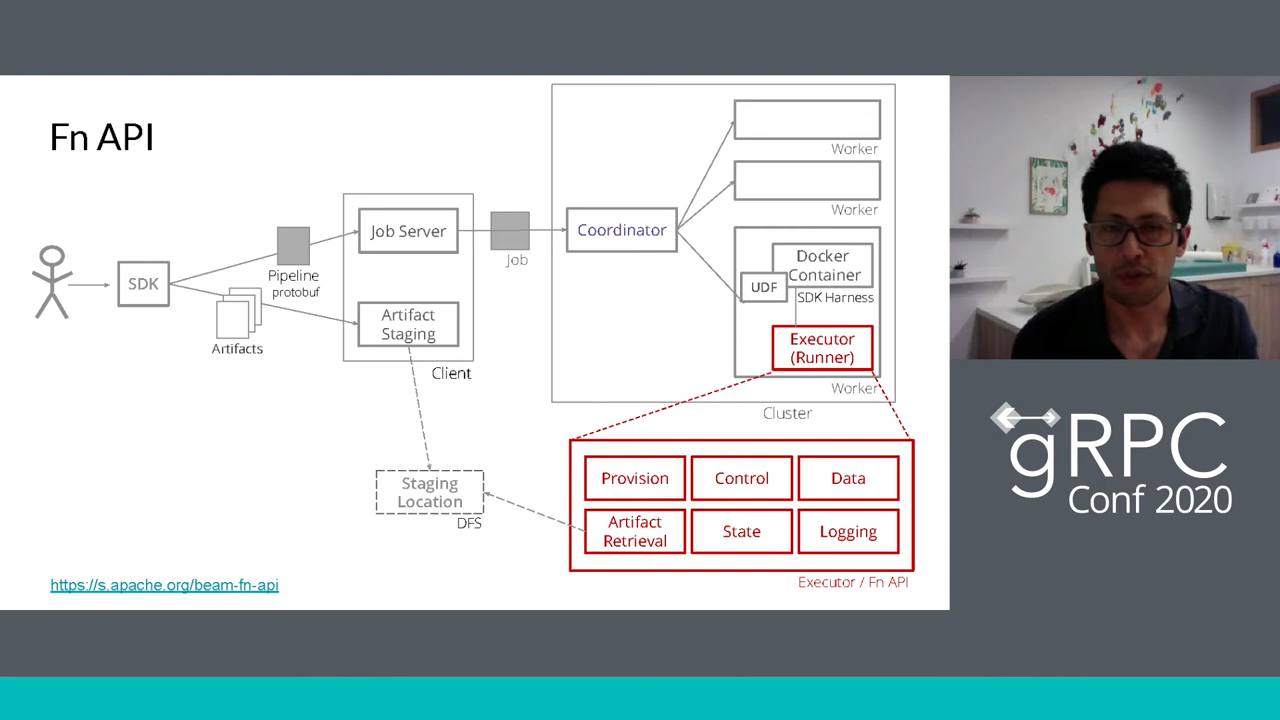 Fn API
SDK
Pipeline
protobuf
Artifacts
Job Server
Artifact
Staging
Client
Job
Coordinator
Worker
Worker
Docker
Container
UDF
SDK Harness
Executor
(Runner)
Worker
Cluster
Staging
Location
DFS
Provision
Control
Data
Artifact
Retrieval
State
Logging
Executor / Fn API
https://s.apache.org/beam-fn-api
gRPC
Conf 2020